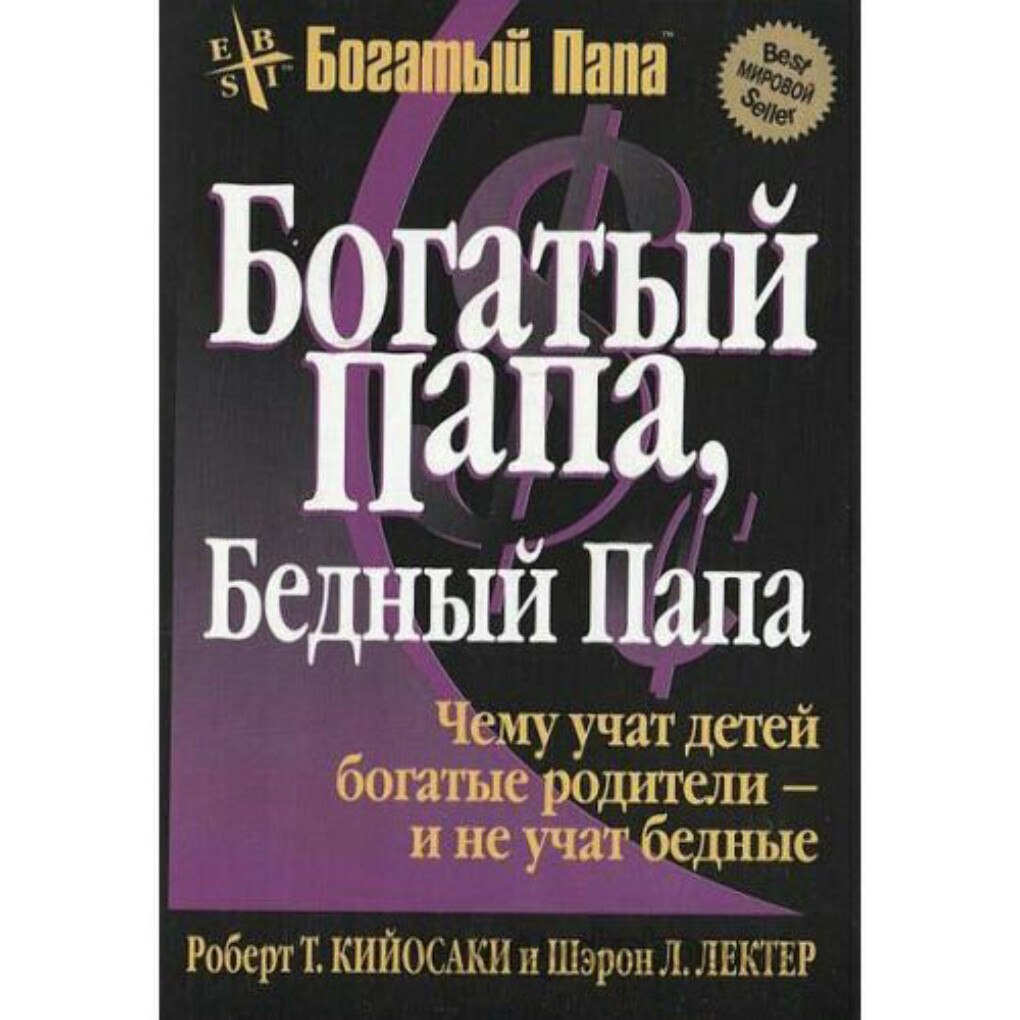 E B
S I™
Богатый Папа™
Best
МИРОВОЙ
Seller
Богатый
папа,
Бедный Папа
Чему учат детей
богатые родители –
и не учат бедные
Роберт Т. КИЙОСАКИ и Шэрон Л. ЛЕКТЕР